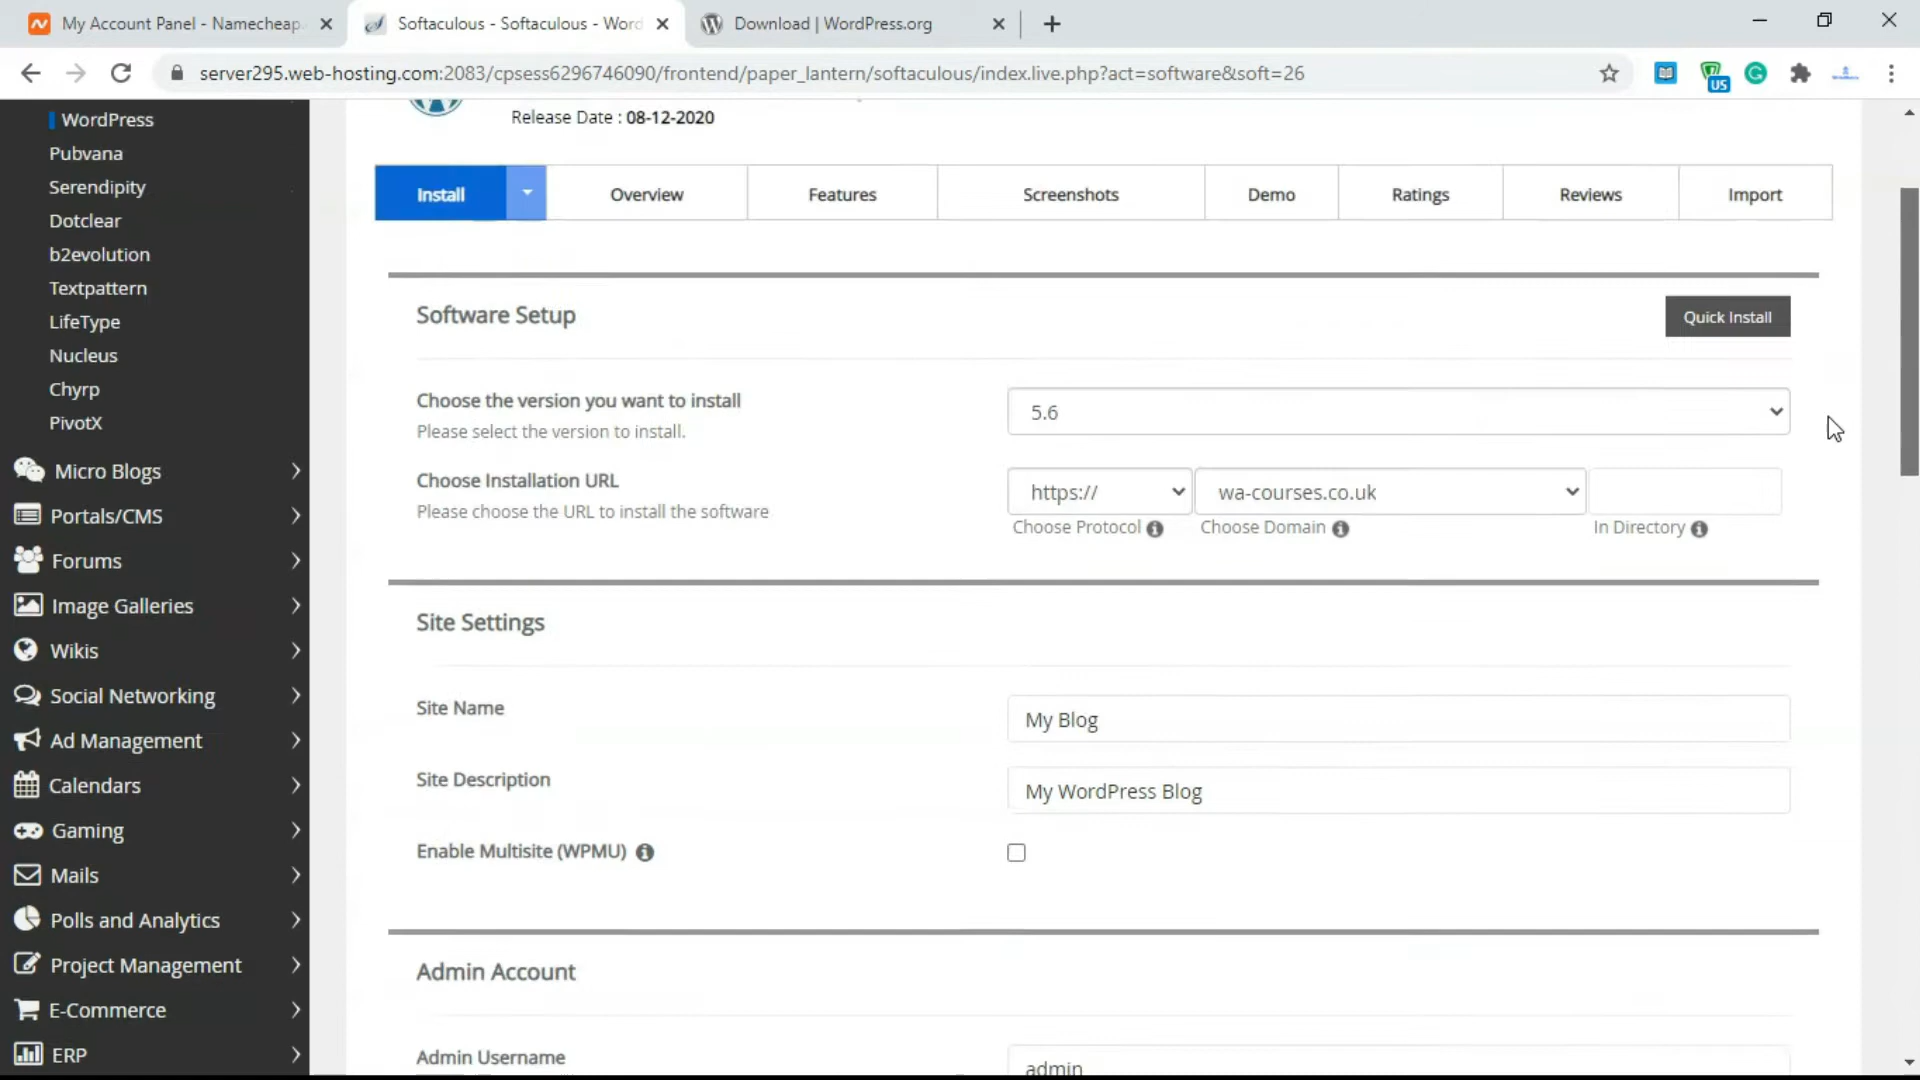 My Account Panel - Namecheap
Softaculous - Softaculous - Word
Download | WordPress.org
server295.web-hosting.com:2083/cpsess6296746090/frontend/paper_lantern/softaculous/index.live.php?act=software&soft=26
US
WordPress
Pubvana
Serendipity
Dotclear
b2evolution
Textpattern
LifeType
Nucleus
Chyrp
PivotX
Micro Blogs
Portals/CMS
Forums
Image Galleries
Wikis
Social Networking
Ad Management
Calendars
Gaming
Mails
Polls and Analytics
Project Management
E-Commerce
ERP
Release Date : 08-12-2020
Install Overview Features Screenshots Demo Ratings Reviews Import
Software Setup
Quick Install
Choose the version you want to install
Please select the version to install.
5.6
Choose Installation URL
Please choose the URL to install the software
https:// wa-courses.co.uk
Choose Protocol Choose Domain In Directory
Site Settings
Site Name
My Blog
Site Description
My WordPress Blog
Enable Multisite (WPMU)
Admin Account
Admin Username
admin